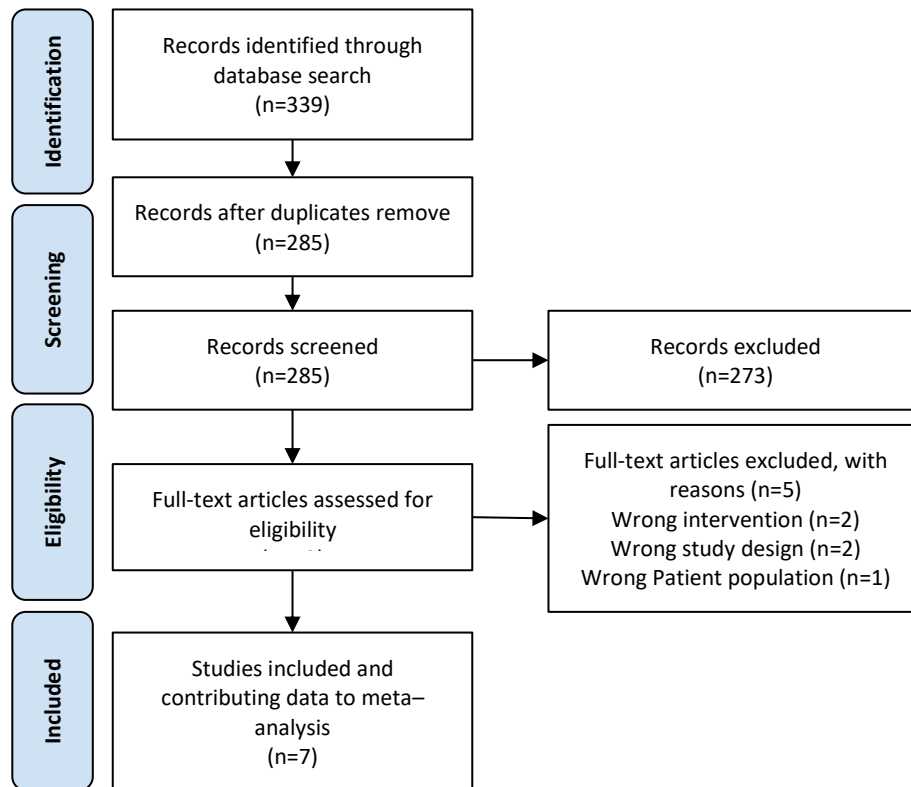 Identification
Records identified through
database search
(n=339)
Records after duplicates remove
(n=285)
Screening
Records screened
(n=285)
Records excluded
(n=273)
Eligibility
Full-text articles assessed for
eligibility
Full-text articles excluded, with
reasons (n=5)
Wrong intervention (n=2)
Wrong study design (n=2)
Wrong Patient population (n=1)
Included
Studies included and
contributing data to meta–
analysis
(n=7)